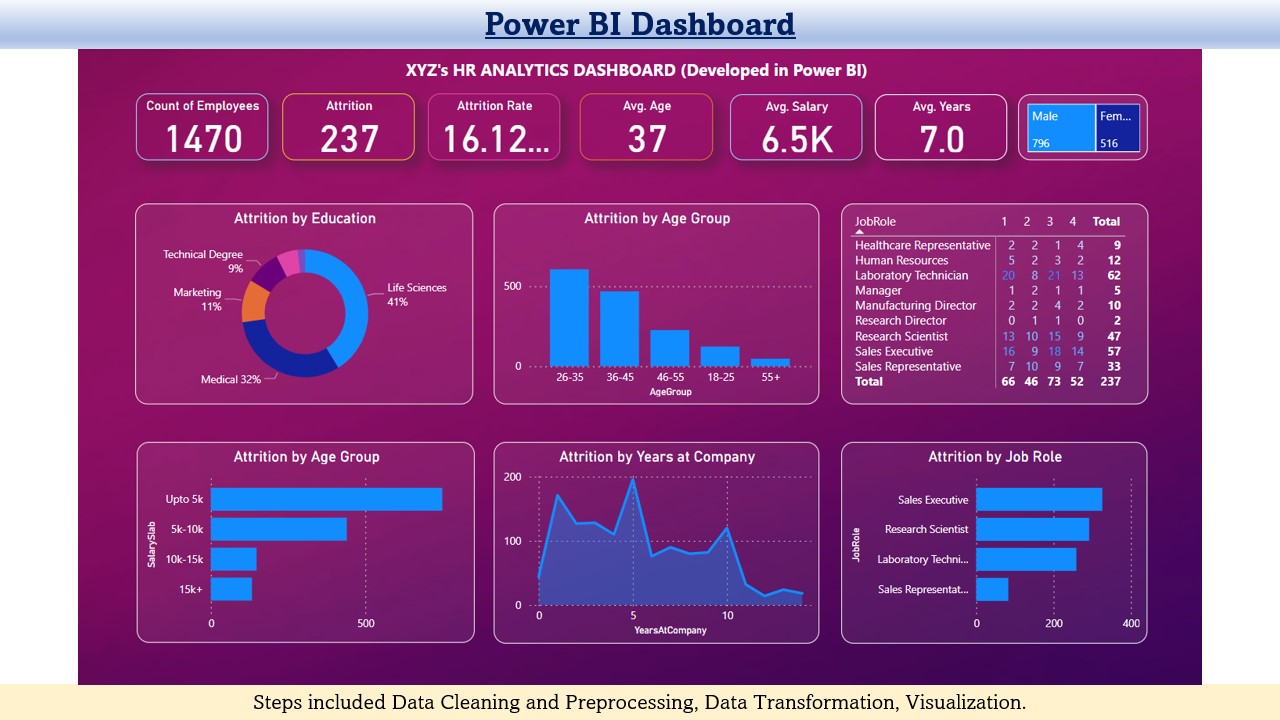 Power BI Dashboard
XYZ's HR ANALYTICS DASHBOARD (Developed in Power BI)
Count of Employees
1470
Attrition
237
Attrition Rate
16.12...
Avg. Age
37
Avg. Salary
6.5K
Avg. Years
7.0
Male
796
Fem...
516
Attrition by Education
Technical Degree
9%
Marketing
11%
Life Sciences
41%
Medical 32%
Attrition by Age Group
500
0
26-35 36-45 46-55 18-25 55+
AgeGroup
JobRole 1 2 3 4 Total
Healthcare Representative 2 2 1 4 9
Human Resources 5 2 3 2 12
Laboratory Technician 20 8 21 13 62
Manager 1 2 1 1 5
Manufacturing Director 2 2 4 2 10
Research Director 0 1 1 0 2
Research Scientist 13 10 15 9 47
Sales Executive 16 9 18 14 57
Sales Representative 7 10 9 7 33
Total 66 46 73 52 237
Attrition by Age Group
SalarySlab
Upto 5k
5k-10k
10k-15k
15k+
0 500
Attrition by Years at Company
200
100
0
0 5 10
YearsAtCompany
Attrition by Job Role
JobRole
Sales Executive
Research Scientist
Laboratory Techni...
Sales Representat...
0 200 400
Steps included Data Cleaning and Preprocessing, Data Transformation, Visualization.